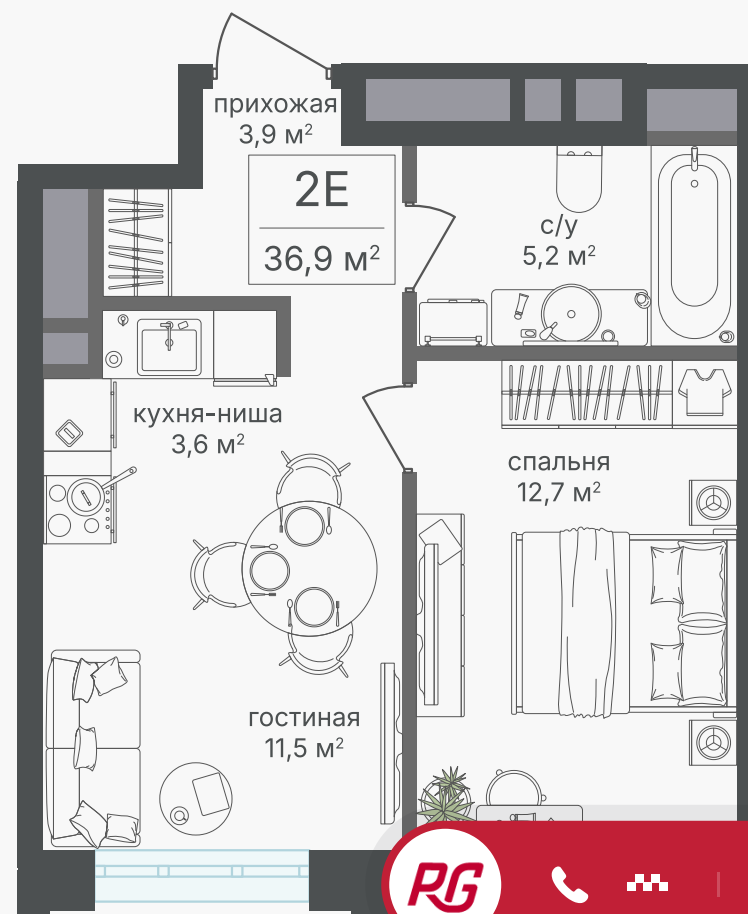 прихожая
3,9 м²
2E
36,9 м²
с/у
5,2 м²
кухня-ниша
3,6 м²
спальня
12,7 м²
гостиная
11,5 м²
RG